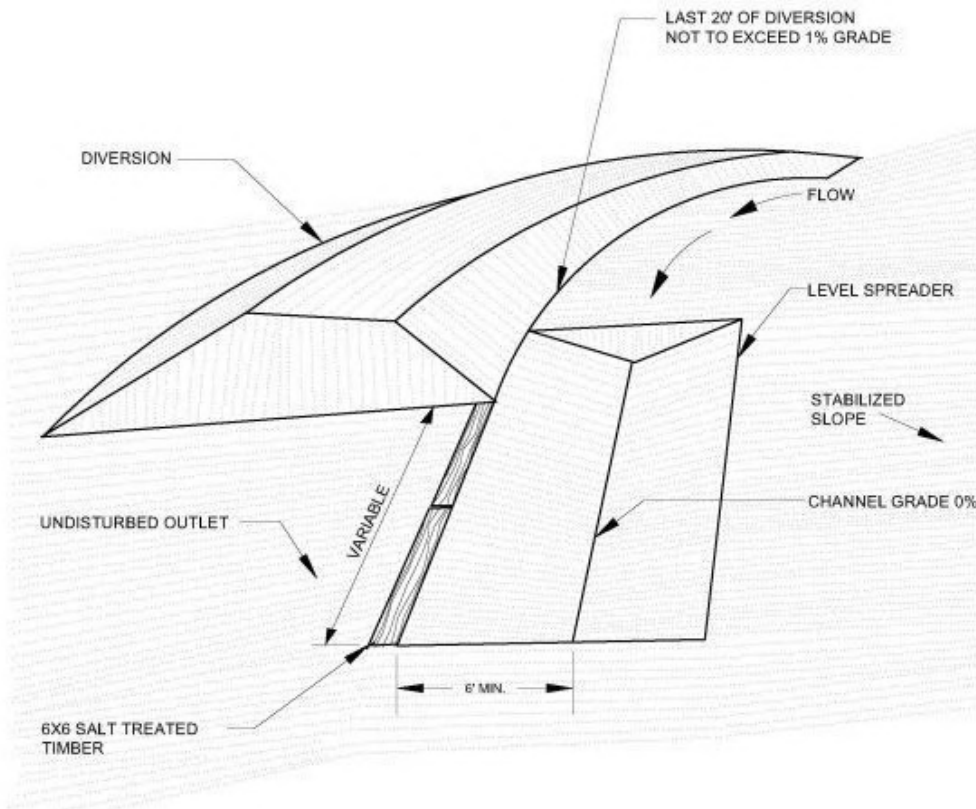 LAST 20' OF DIVERSION
NOT TO EXCEED 1% GRADE
DIVERSION
FLOW
LEVEL SPREADER
STABILIZED
SLOPE
CHANNEL GRADE 0%
UNDISTURBED OUTLET
VARIABLE
6' MIN.
6X6 SALT TREATED
TIMBER